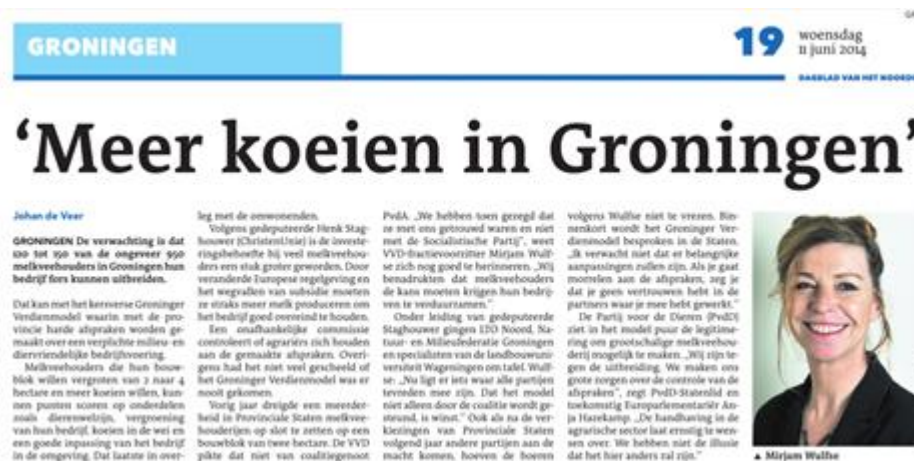 GRONINGEN
19
woensdag
11 juni 2014
DAGBLAD VAN HET NOORDEN
‘Meer koeien in Groningen’
Johan de Veer
GRONINGEN De verwachting is dat
120 tot 150 van de ongeveer 950
melkveehouders in Groningen hun
bedrijf fors kunnen uitbreiden.
Dat kan met het kersverse Groninger
Verdienmodel waarin met de pro-
vincie harde afspraken worden ge-
maakt over een verplichte milieu- en
diervriendelijke bedrijfsvoering.
Melkveehouders die hun bouw-
blok willen vergroten van 2 naar 4
hectare en meer koeien willen, kun-
nen punten scoren op onderdelen
zoals dierenwelzijn, vergroening
van hun bedrijf, koeien in de wei en
een goede inpassing van het bedrijf
in de omgeving. Dat laatste in over-
leg met de omwonenden.
Volgens gedeputeerde Henk Stag-
houwer (ChristenUnie) is de investe-
ringsbehoefte bij veel melkveehou-
ders een stuk groter geworden. Door
veranderde Europese regelgeving en
het wegvallen van subsidie moeten
ze straks meer melk produceren om
het bedrijf goed overeind te houden.
Een onafhankelijke commissie
controleert of agrariërs zich houden
aan de gemaakte afspraken. Overi-
gens had het niet veel gescheeld of
het Groninger Verdienmodel was er
nooit gekomen.
Vorig jaar dreigde een meerder-
heid in Provinciale Staten melkvee-
houderijen op slot te zetten op een
bouwblok van twee hectare. De VVD
pikte dat niet van coalitiegenoot
PvdA. „We hebben toen gezegd dat
ze met ons getrouwd waren en niet
met de Socialistische Partij”, weet
VVD-fractievoorzitter Mirjam Wulf-
se zich nog goed te herinneren. „Wij
benadrukten dat melkveehouders
de kans moeten krijgen hun bedrij-
ven te verduurzamen.”
Onder leiding van gedeputeerde
Staghouwer gingen LTO Noord, Na-
tuur- en Milieufederatie Groningen
en specialisten van de landbouwuni-
versiteit Wageningen om tafel. Wulf-
se: „Nu ligt er iets waar alle partijen
tevreden mee zijn. Dat het model
niet alleen door de coalitie wordt ge-
steund, is winst.” Ook als na de ver-
kiezingen van Provinciale Staten
volgend jaar andere partijen aan de
macht komen, hoeven de boeren
volgens Wulfse niet te vrezen. Bin-
nenkort wordt het Groninger Ver-
dienmodel besproken in de Staten.
„Ik verwacht niet dat er belangrijke
aanpassingen zullen zijn. Als je gaat
morrelen aan de afspraken, zeg je
dat je geen vertrouwen hebt in de
partners waar je mee hebt gewerkt.”
De Partij voor de Dieren (PvdD)
ziet in het model puur de legitime-
ring om grootschalige melkveehou-
derij mogelijk te maken. „Wij zijn te-
gen de uitbreiding. We maken ons
grote zorgen over de controle van de
afspraken”, zegt PvdD-Statenlid en
toekomstig Europarlementariër An-
ja Hazekamp. „De handhaving in de
agrarische sector laat ernstig te wen-
sen over. We hebben niet de illusie
dat het hier anders zal zijn.”
▲ Mirjam Wulfse